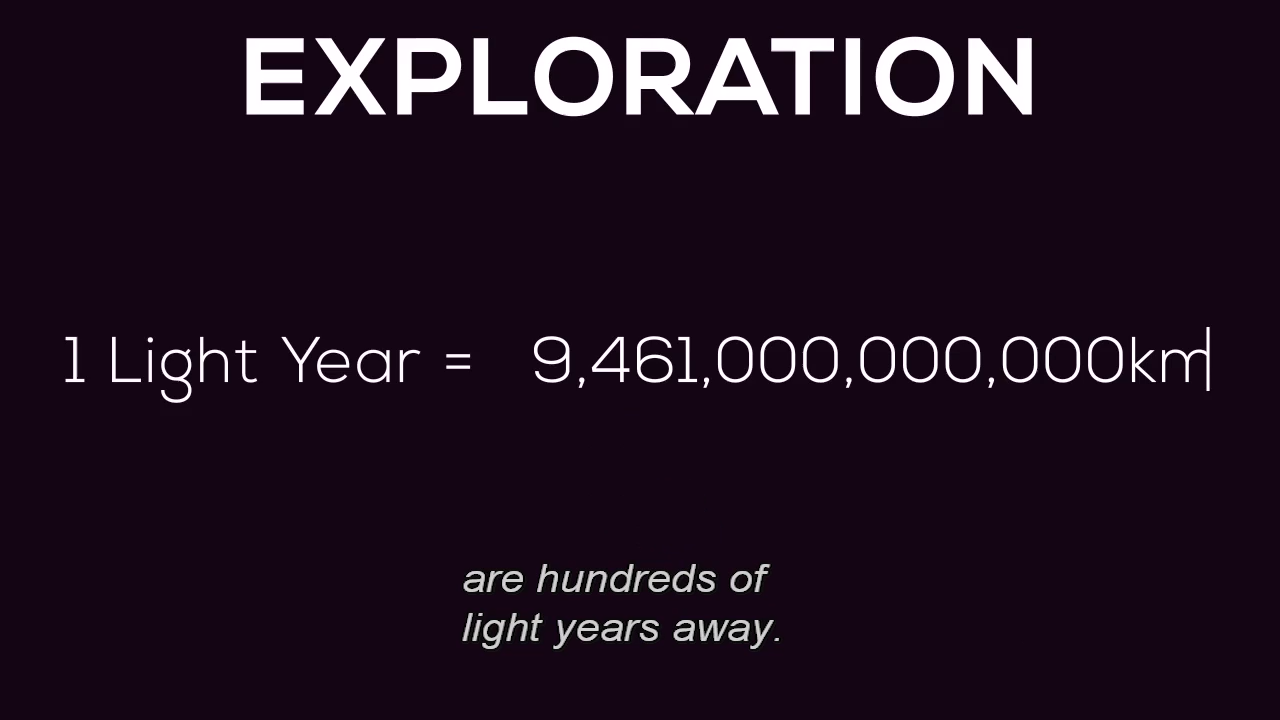 EXPLORATION
1 Light Year = 9,461,000,000,000km
are hundreds of
light years away.